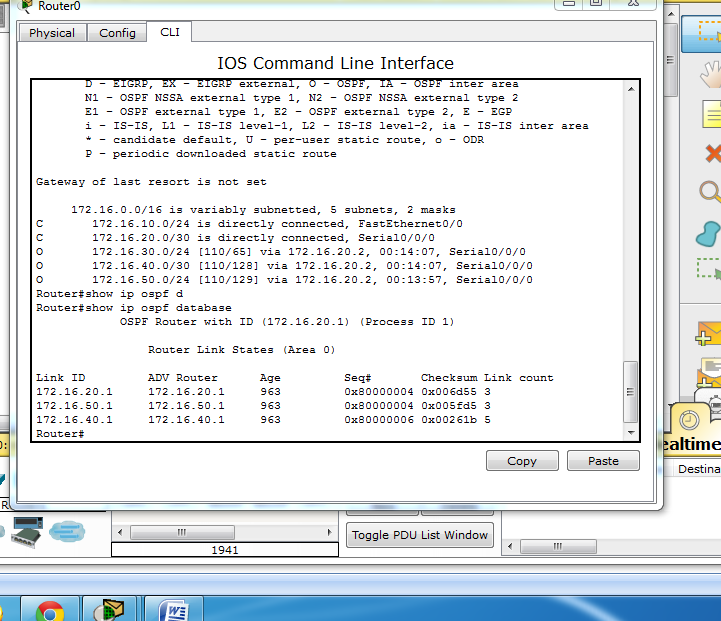 Router0
Physical Config CLI
IOS Command Line Interface
D - EIGRP, EX - EIGRP external, O - OSPF, IA - OSPF inter area
N1 - OSPF NSSA external type 1, N2 - OSPF NSSA external type 2
E1 - OSPF external type 1, E2 - OSPF external type 2, E - EGP
i - IS-IS, L1 - IS-IS level-1, L2 - IS-IS level-2, ia - IS-IS inter area
* - candidate default, U - per-user static route, o - ODR
P - periodic downloaded static route
Gateway of last resort is not set
172.16.0.0/16 is variably subnetted, 5 subnets, 2 masks
C 172.16.10.0/24 is directly connected, FastEthernet0/0
C 172.16.20.0/30 is directly connected, Serial0/0/0
O 172.16.30.0/24 [110/65] via 172.16.20.2, 00:14:07, Serial0/0/0
O 172.16.40.0/30 [110/128] via 172.16.20.2, 00:14:07, Serial0/0/0
O 172.16.50.0/24 [110/129] via 172.16.20.2, 00:13:57, Serial0/0/0
Router#show ip ospf d
Router#show ip ospf database
OSPF Router with ID (172.16.20.1) (Process ID 1)
Router Link States (Area 0)
Link ID ADV Router Age Seq# Checksum Link count
172.16.20.1 172.16.20.1 963 0x80000004 0x006d55 3
172.16.50.1 172.16.50.1 963 0x80000004 0x005fd5 3
172.16.40.1 172.16.40.1 963 0x80000006 0x00261b 5
Router#
Copy Paste
ealtime
Destina
Toggle PDU List Window
1941